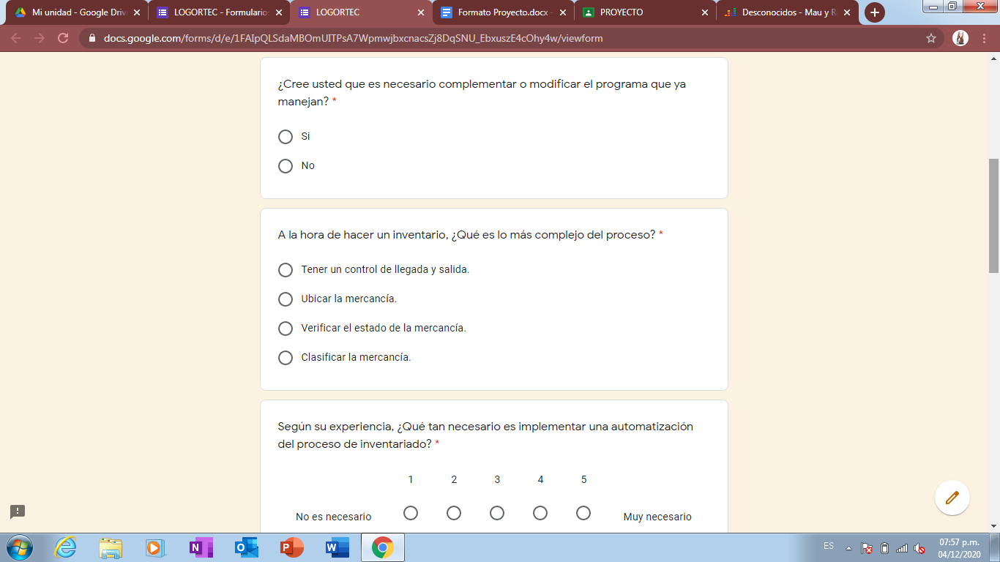 Mi unidad - Google Driv
LOGORTEC - Formularios
LOGORTEC
Formato Proyecto.docx -
PROYECTO
Desconocidos - Mau y R
docs.google.com/forms/d/e/1FAIpQLSdaMBOmUITPsA7WpmwjbxcnacsZj8DqSNU_EbxuszE4cOhy4w/viewform
¿Cree usted que es necesario complementar o modificar el programa que ya
manejan? *
Si
No
A la hora de hacer un inventario, ¿Qué es lo más complejo del proceso? *
Tener un control de llegada y salida.
Ubicar la mercancía.
Verificar el estado de la mercancía.
Clasificar la mercancía.
Según su experiencia, ¿Qué tan necesario es implementar una automatización
del proceso de inventariado? *
1 2 3 4 5
No es necesario Muy necesario
ES
07:57 p.m.
04/12/2020